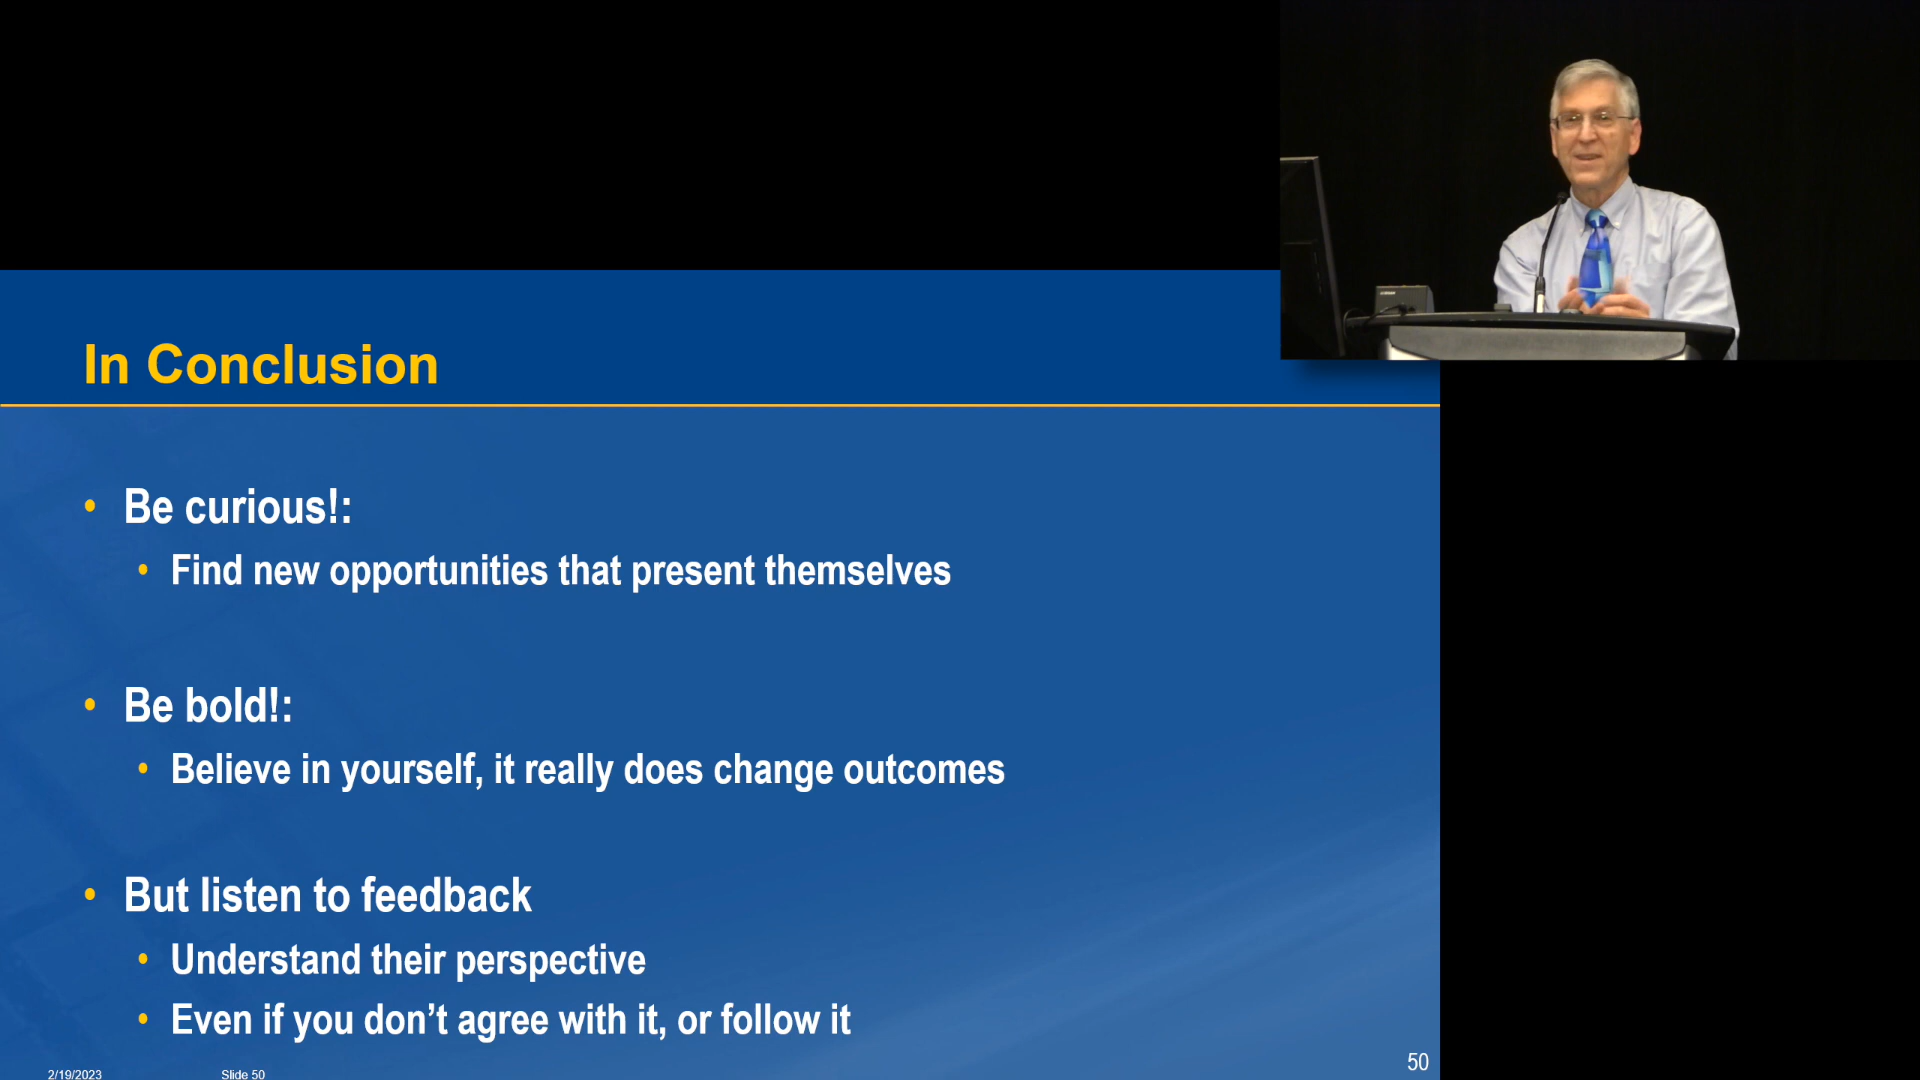 In Conclusion
• Be curious!:
• Find new opportunities that present themselves
• Be bold!:
• Believe in yourself, it really does change outcomes
• But listen to feedback
• Understand their perspective
• Even if you don’t agree with it, or follow it
2/19/2023
Slide 50
50